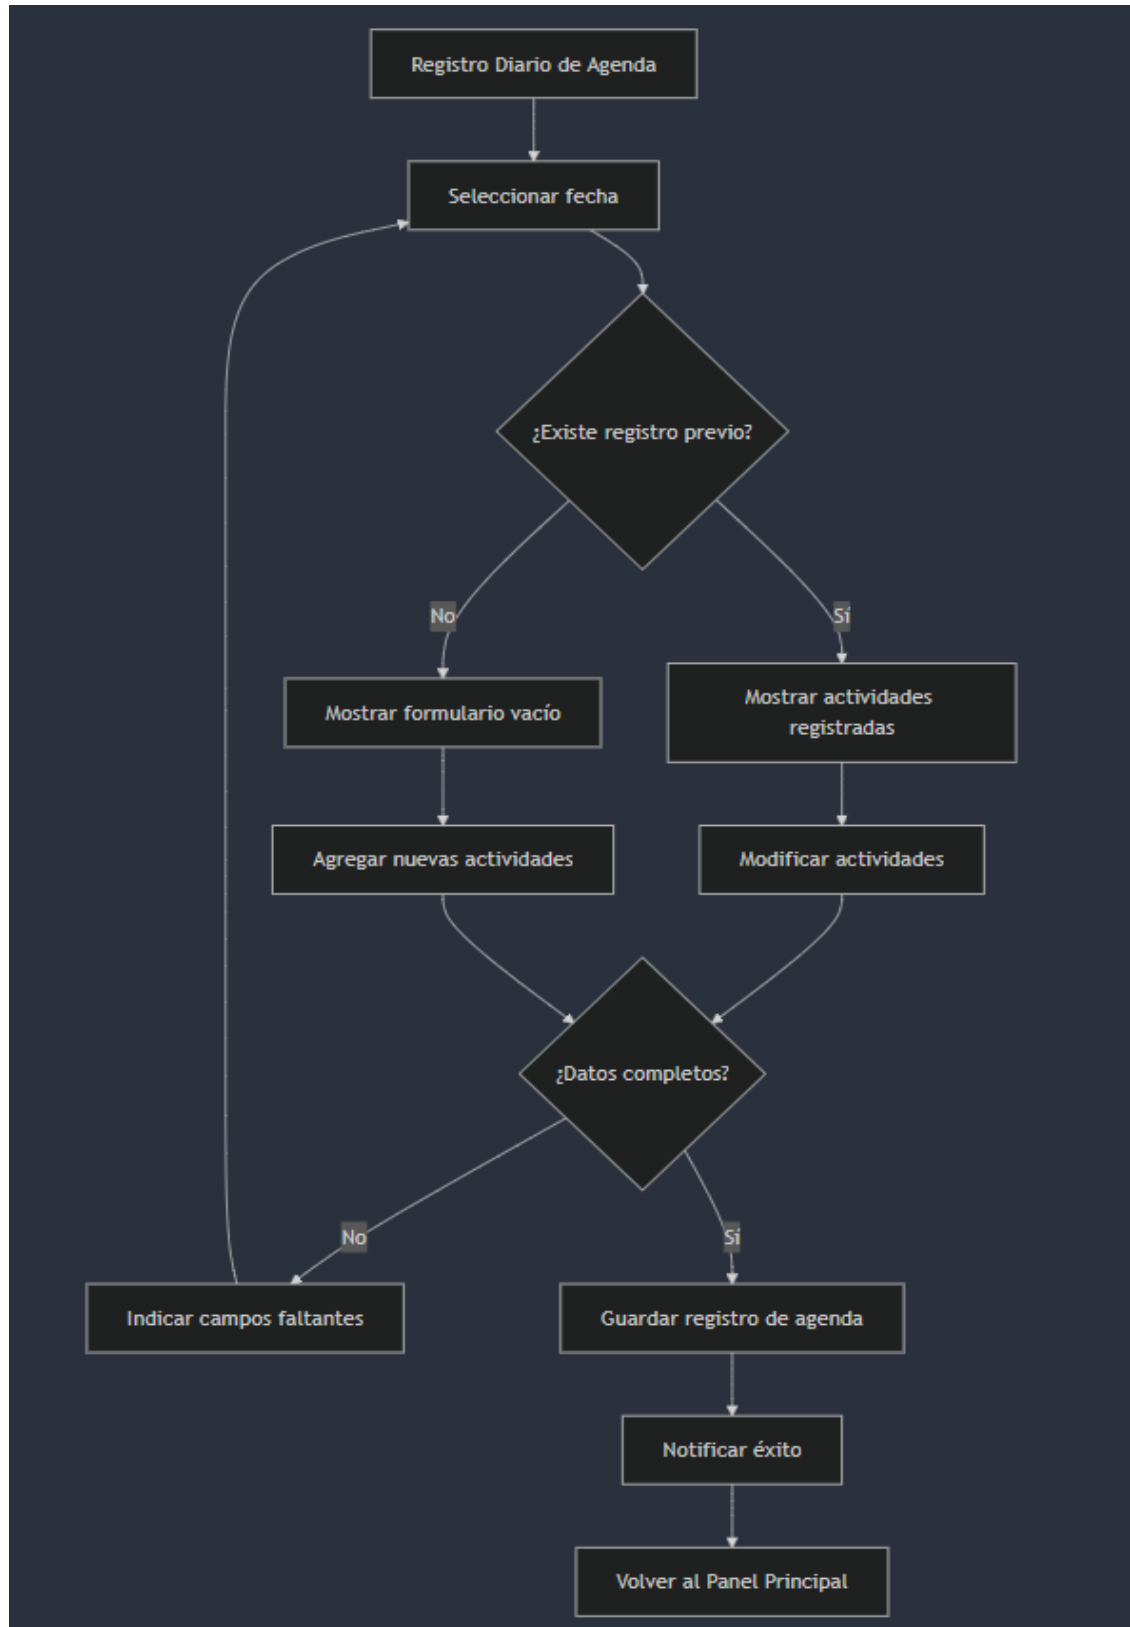 Registro Diario de Agenda
Seleccionar fecha
¿Existe registro previo?
No
Sí
Mostrar formulario vacío
Mostrar actividades
registradas
Agregar nuevas actividades
Modificar actividades
¿Datos completos?
No
Sí
Indicar campos faltantes
Guardar registro de agenda
Notificar éxito
Volver al Panel Principal